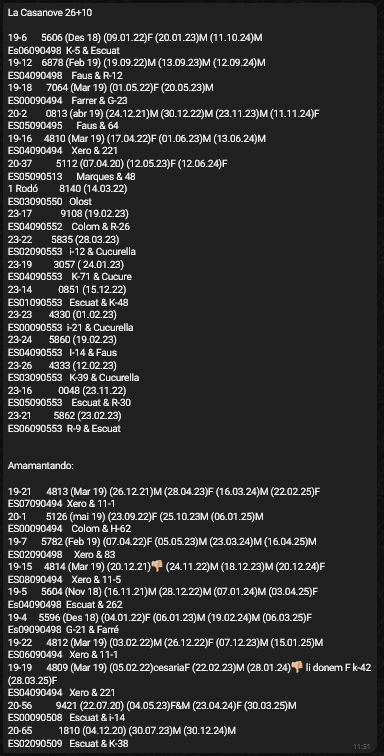 La Casanove 26+10
19-6 5606 (Des 18) (09.01.22)F (20.01.23)M (11.10.24)M
Es06090498 K-5 & Escuat
19-12 6878 (Feb 19) (19.09.22)M (13.09.23)M (12.09.24)M
ES04090498 Faus & R-12
19-18 7064 (Mar 19) (01.05.22)F (20.05.23)M
ES00090494 Farrer & G-23
20-2 0813 (abr 19) (24.12.21)M (30.12.22)M (23.11.23)M (11.11.24)F
ES05090495 Faus & 64
19-16 4810 (Mar 19) (17.04.22)F (01.06.23)M (13.06.24)M
ES04090494 Xero & 221
20-37 5112 (07.04.20) (12.05.23)F (12.06.24)F
ES05090513 Marques & 48
1 Rodó 8140 (14.03.22)
ES03090550 Olost
23-17 9108 (19.02.23)
ES04090552 Colom & R-26
23-22 5835 (28.03.23)
ES02090553 i-12 & Cucurella
23-19 3057 ( 24.01.23)
ES04090553 K-71 & Cucure
23-14 0851 (15.12.22)
ES01090553 Escuat & K-48
23-23 4330 (01.02.23)
ES00090553 i-21 & Cucurella
23-24 5860 (19.02.23)
ES04090553 I-14 & Faus
23-26 4333 (12.02.23)
ES03090553 K-39 & Cucurella
23-16 0048 (23.11.22)
ES05090553 Escuat & R-30
23-21 5862 (23.02.23)
ES06090553 R-9 & Escuat
Amamantando:
19-21 4813 (Mar 19) (26.12.21)M (28.04.23)F (16.03.24)M (22.02.25)F
ES07090494 Xero & 11-1
20-1 5126 (mai 19) (23.09.22)F (25.10.23M (06.01.25)M
ES00090494 Colom & H-62
19-7 5782 (Feb 19) (07.04.22)F (05.05.23)M (23.03.24)M (16.04.25)M
ES02090498 Xero & 83
19-15 4814 (Mar 19) (20.12.21)👎 (24.11.22)M (18.12.23)M (20.12.24)F
ES08090494 Xero & 11-5
19-5 5604 (Nov 18) (16.11.21)M (28.12.22)M (07.01.24)M (03.04.25)F
Es04090498 Escuat & 262
19-4 5596 (Des 18) (04.01.22)F (06.01.23)M (19.02.24)M (06.03.25)F
Es09090498 G-21 & Farré
19-22 4812 (Mar 19) (03.02.22)M (26.12.22)F (07.12.23)M (15.01.25)M
ES06090494 Xero & 11-1
19-19 4809 (Mar 19) (05.02.22)cesariaF (22.02.23)M (28.01.24)👎 li donem F k-42
(28.03.25)F
ES04090494 Xero & 221
20-56 9421 (22.07.20) (04.05.23)F&M (23.04.24)F (30.03.25)M
ES00090508 Escuat & i-14
20-65 1810 (04.12.20) (30.07.23)M (30.12.24)M
ES02090509 Escuat & K-38
11:51